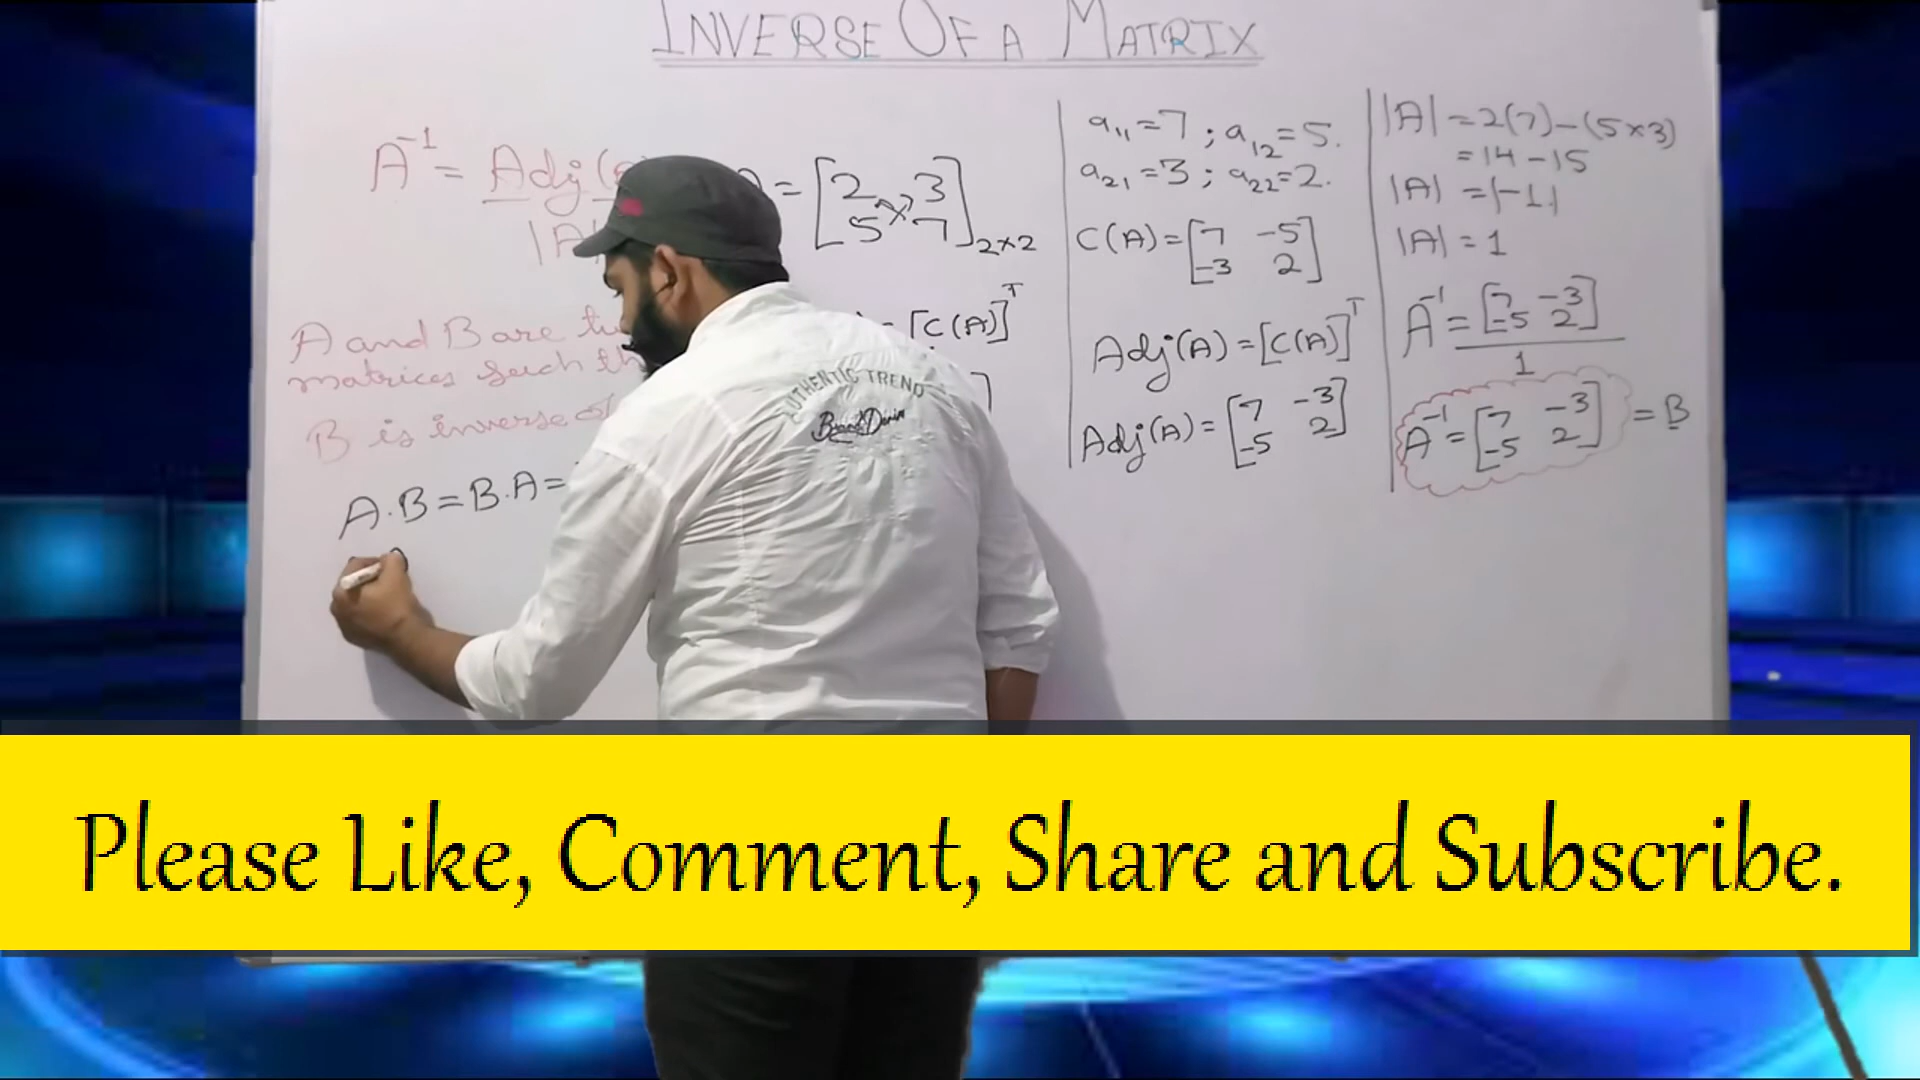 INVERSE OF A MATRIX
A⁻¹ = Adj(
|A|
A and B are
matrices such
B is inverse of
A.B = B.A =
= [2 3
5 7]2×2
= [C(A)]ᵀ
a₁₁ = 7 ; a₁₂ = 5.
a₂₁ = 3 ; a₂₂ = 2.
C(A) = [7 -5
-3 2]
Adj(A) = [C(A)]ᵀ
Adj(A) = [7 -3
-5 2]
|A| = 2(7) - (5×3)
= 14 - 15
|A| = |-1|
|A| = 1
A⁻¹ = [7 -3
-5 2]
1
A⁻¹ = [7 -3
-5 2] = B
AUTHENTIC TREND
Please Like, Comment, Share and Subscribe.